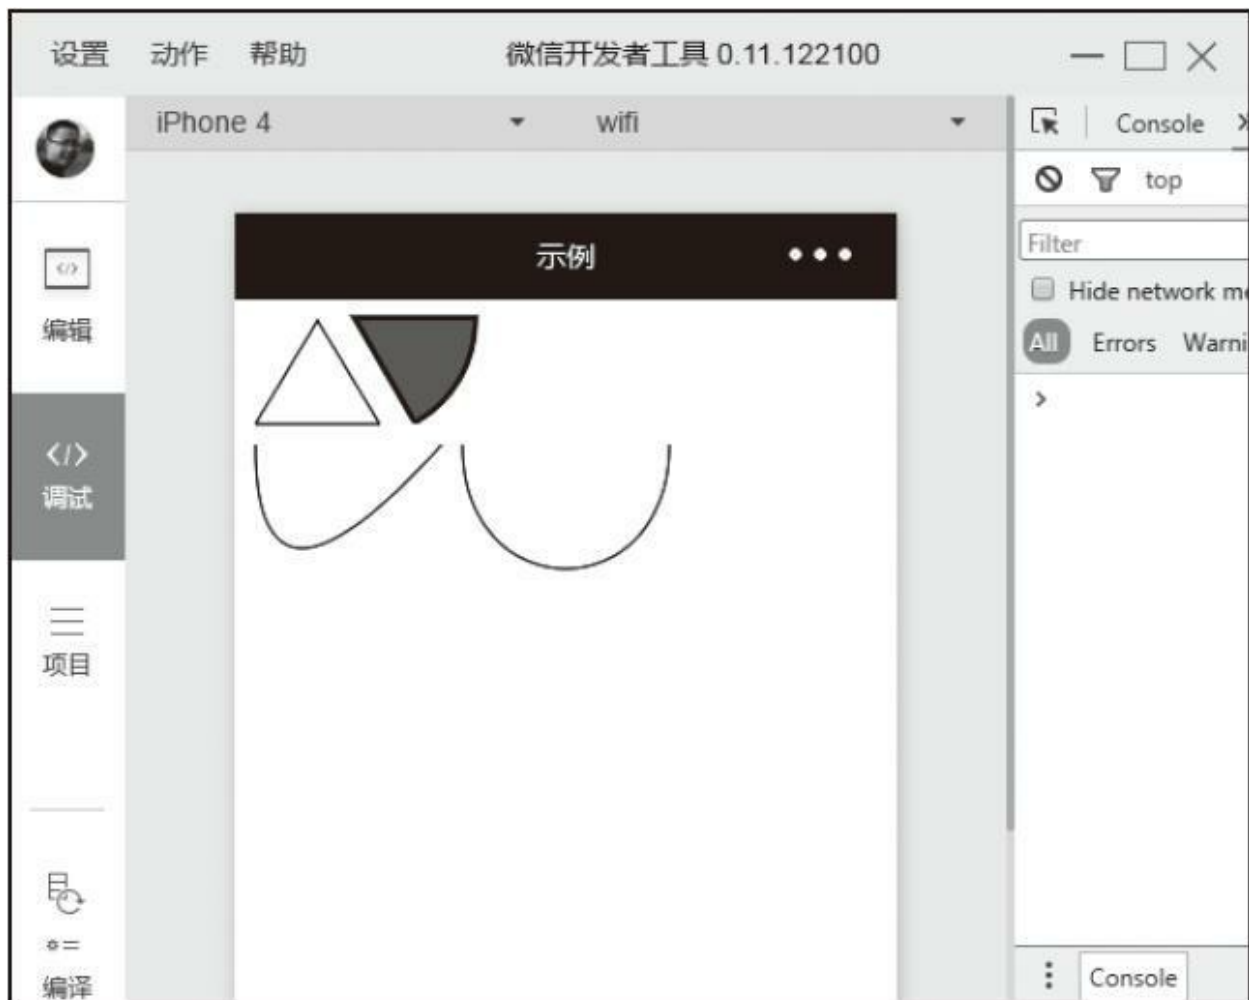 设置 动作 帮助 微信开发者工具 0.11.122100
iPhone 4 wifi Console
top
示例
Filter
Hide network me
All Errors Warni
编辑
</>
调试
项目
编译
Console